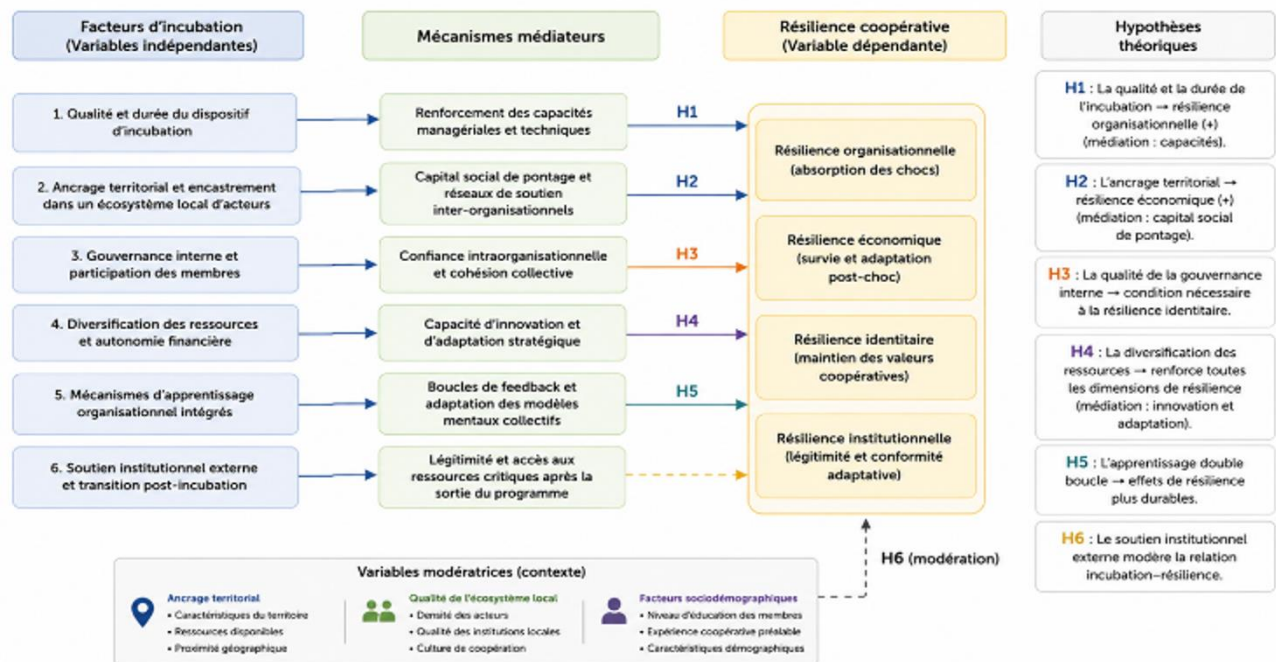 Facteurs d'incubation
(Variables indépendantes)
Mécanismes médiateurs
Résilience coopérative
(Variable dépendante)
Hypothèses
théoriques
1. Qualité et durée du dispositif
d'incubation
Renforcement des capacités
managériales et techniques
H1
2. Ancrage territorial et encastrement
dans un écosystème local d'acteurs
Capital social de pontage et
réseaux de soutien
inter-organisationnels
H2
3. Gouvernance interne et
participation des membres
Confiance intraorganisationnelle
et cohésion collective
H3
4. Diversification des ressources
et autonomie financière
Capacité d'innovation et
d'adaptation stratégique
H4
5. Mécanismes d'apprentissage
organisationnel intégrés
Boucles de feedback et
adaptation des modèles
mentaux collectifs
H5
6. Soutien institutionnel externe
et transition post-incubation
Légitimité et accès aux
ressources critiques après la
sortie du programme
Résilience organisationnelle
(absorption des chocs)
Résilience économique
(survie et adaptation
post-choc)
Résilience identitaire
(maintien des valeurs
coopératives)
Résilience institutionnelle
(légitimité et conformité
adaptative)
H1 : La qualité et la durée de
l'incubation → résilience
organisationnelle (+)
(médiation : capacités).
H2 : L'ancrage territorial →
résilience économique (+)
(médiation : capital social
de pontage).
H3 : La qualité de la gouvernance
interne → condition nécessaire
à la résilience identitaire.
H4 : La diversification des
ressources → renforce toutes
les dimensions de résilience
(médiation : innovation et
adaptation).
H5 : L'apprentissage double
boucle → effets de résilience
plus durables.
H6 : Le soutien institutionnel
externe modère la relation
incubation–résilience.
H6 (modération)
Variables modératrices (contexte)
Ancrage territorial
• Caractéristiques du territoire
• Ressources disponibles
• Proximité géographique
Qualité de l'écosystème local
• Densité des acteurs
• Qualité des institutions locales
• Culture de coopération
Facteurs sociodémographiques
• Niveau d'éducation des membres
• Expérience coopérative préalable
• Caractéristiques démographiques